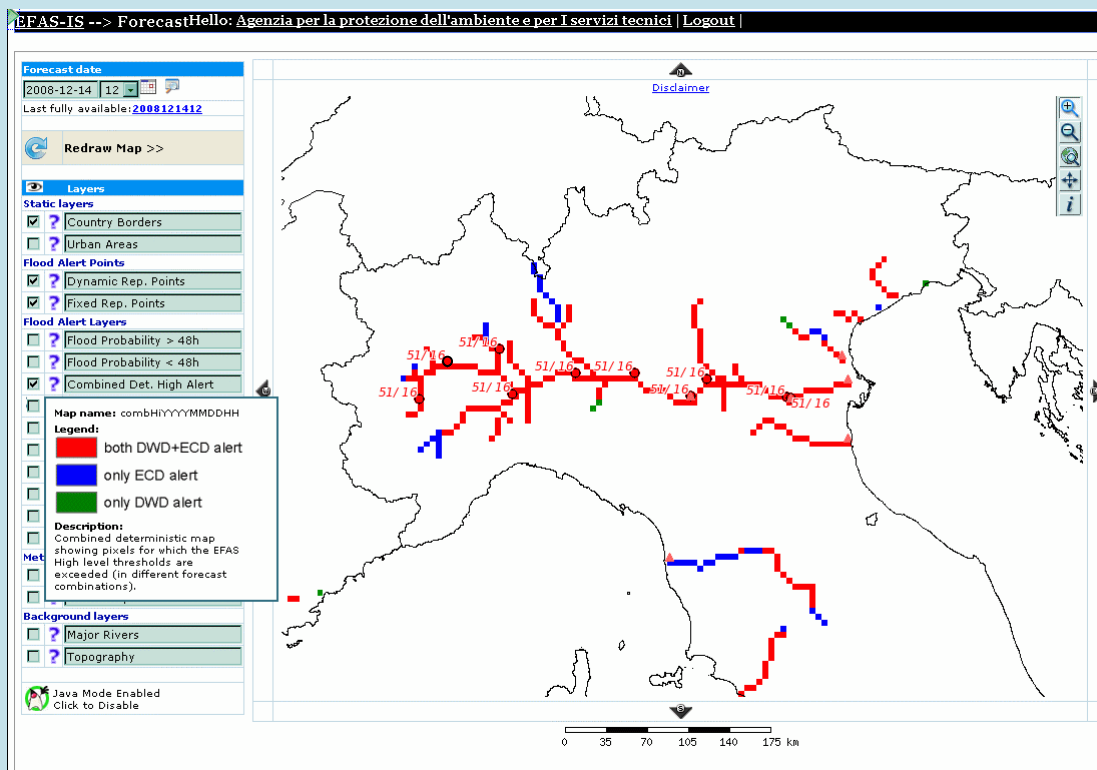 EFAS-IS --> ForecastHello: Agenzia per la protezione dell'ambiente e per I servizi tecnici | Logout |
Forecast date
2008-12-14 12
Last fully available:2008121412
Redraw Map >>
Layers
Static layers
? Country Borders
? Urban Areas
Flood Alert Points
? Dynamic Rep. Points
? Fixed Rep. Points
Flood Alert Layers
? Flood Probability > 48h
? Flood Probability < 48h
? Combined Det. High Alert
Map name: combHiYYYYMMDDHH
Legend:
both DWD+ECD alert
only ECD alert
only DWD alert
Description:
Combined deterministic map
showing pixels for which the EFAS
High level thresholds are
exceeded (in different forecast
combinations).
Met
Background layers
? Major Rivers
? Topography
Java Mode Enabled
Click to Disable
N
Disclaimer
i
51/16
51/16
51/16
51/16
51/16
51/16
51/16
51/16
51/16
51/16
S
0 35 70 105 140 175 km